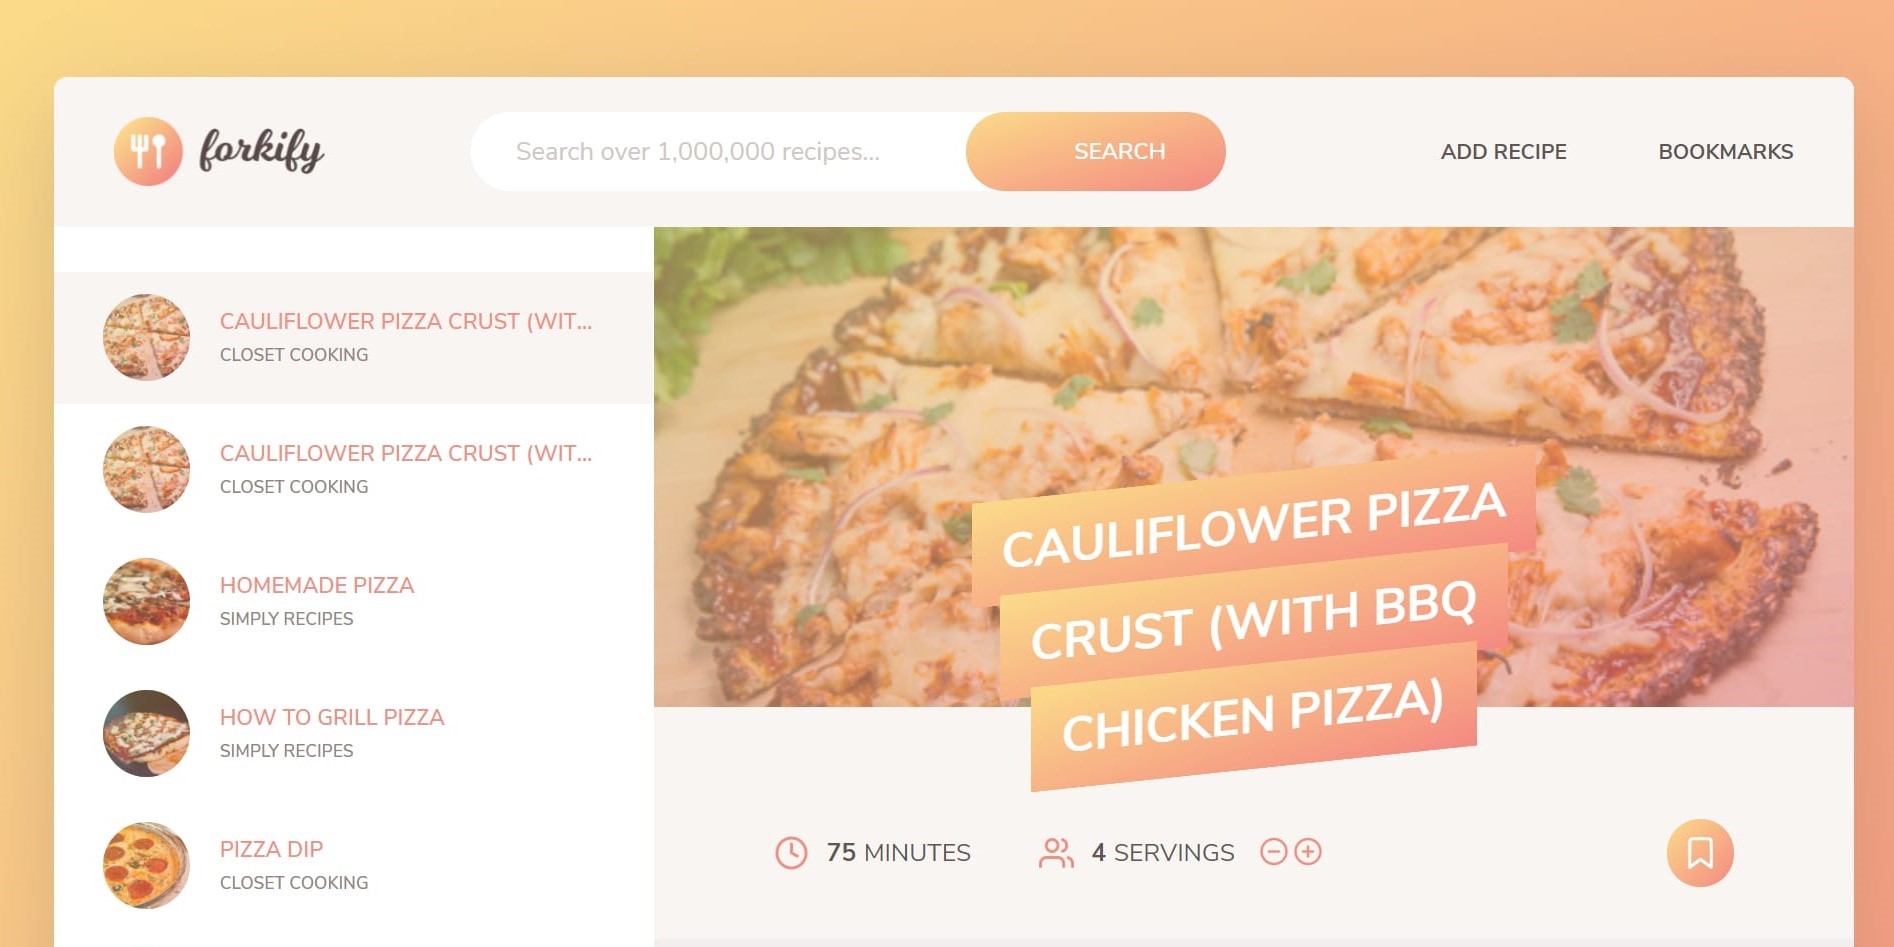 forkify
Search over 1,000,000 recipes...
SEARCH
ADD RECIPE
BOOKMARKS
CAULIFLOWER PIZZA CRUST (WIT...
CLOSET COOKING
CAULIFLOWER PIZZA CRUST (WIT...
CLOSET COOKING
HOMEMADE PIZZA
SIMPLY RECIPES
HOW TO GRILL PIZZA
SIMPLY RECIPES
PIZZA DIP
CLOSET COOKING
CAULIFLOWER PIZZA
CRUST (WITH BBQ
CHICKEN PIZZA)
75 MINUTES
4 SERVINGS